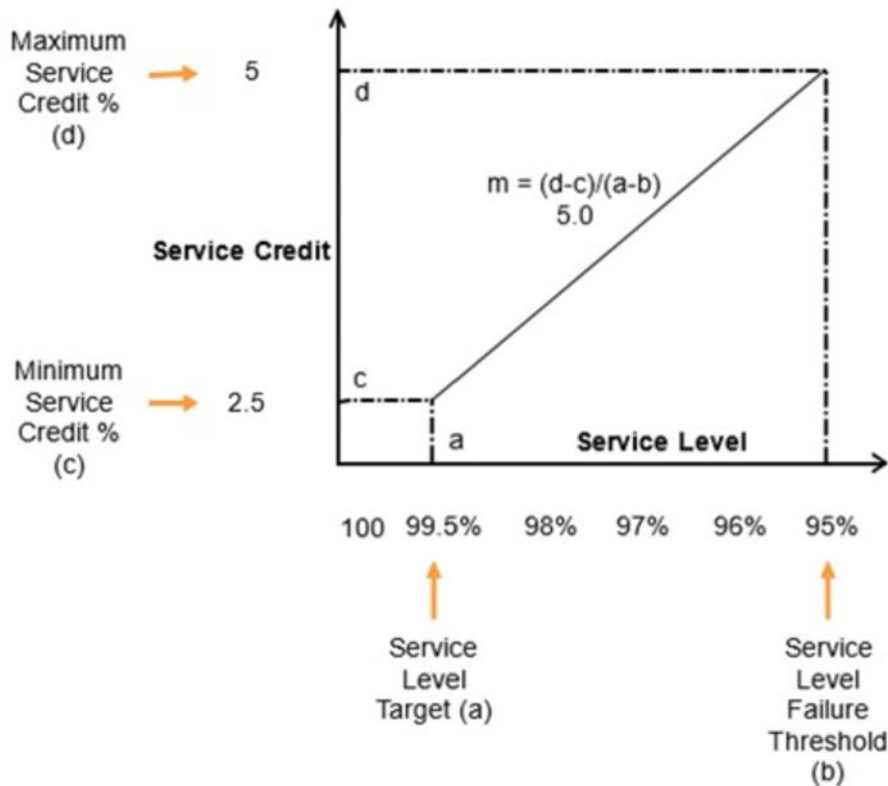 Maximum
Service
Credit %
(d)
5
d
m = (d-c)/(a-b)
5.0
Service Credit
Minimum
Service
Credit %
(c)
2.5
c
a
Service Level
100 99.5% 98% 97% 96% 95%
Service
Level
Target (a)
Service
Level
Failure
Threshold
(b)